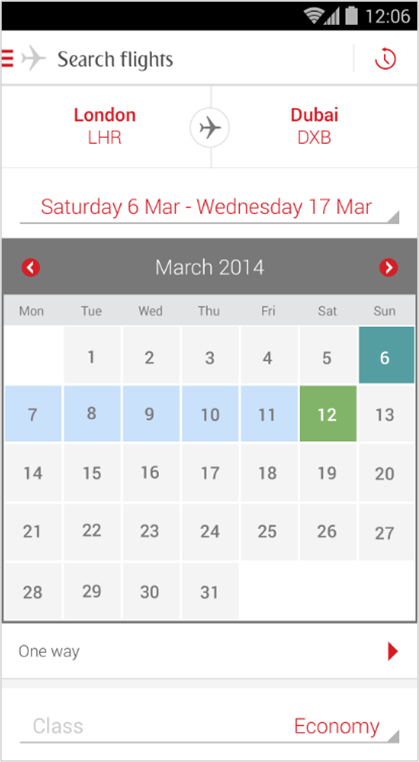 12:06
Search flights
London Dubai
LHR DXB
Saturday 6 Mar - Wednesday 17 Mar
March 2014
Mon Tue Wed Thu Fri Sat Sun
1 2 3 4 5 6
7 8 9 10 11 12 13
14 15 16 17 18 19 20
21 22 23 24 25 26 27
28 29 30 31
One way
Class Economy